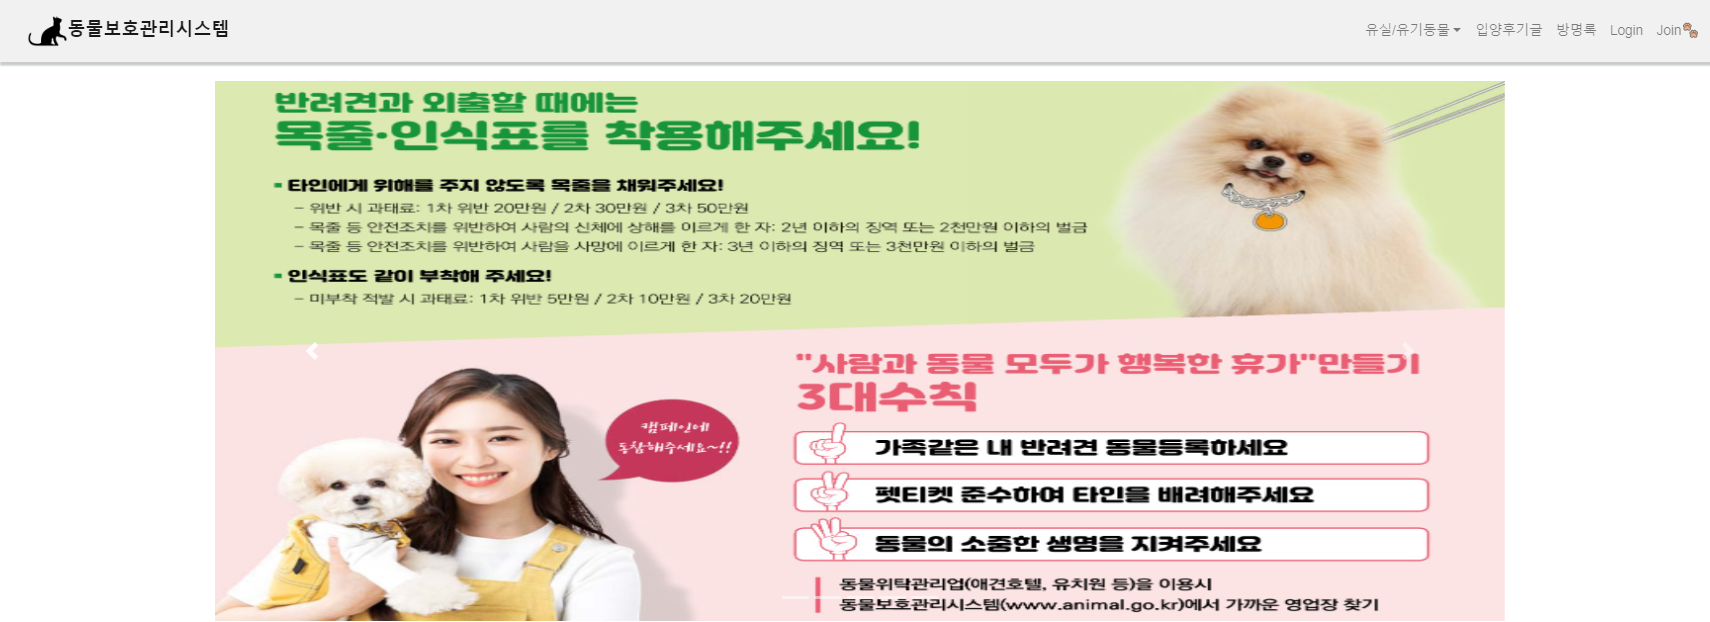 동물보호관리시스템
유실/유기동물 입양후기글 방명록 Login Join
반려견과 외출할 때에는
목줄·인식표를 착용해주세요!
타인에게 위해를 주지 않도록 목줄을 채워주세요!
- 위반 시 과태료: 1차 위반 20만원 / 2차 30만원 / 3차 50만원
- 목줄 등 안전조치를 위반하여 사람의 신체에 상해를 이르게 한 자: 2년 이하의 징역 또는 2천만원 이하의 벌금
- 목줄 등 안전조치를 위반하여 사람을 사망에 이르게 한 자: 3년 이하의 징역 또는 3천만원 이하의 벌금
인식표도 같이 부착해 주세요!
- 미부착 적발 시 과태료: 1차 위반 5만원 / 2차 10만원 / 3차 20만원
캠페인에
동참해주세요~!!
"사람과 동물 모두가 행복한 휴가"만들기
3대수칙
가족같은 내 반려견 동물등록하세요
펫티켓 준수하여 타인을 배려해주세요
동물의 소중한 생명을 지켜주세요
동물위탁관리업(애견호텔, 유치원 등)을 이용시
동물보호관리시스템(www.animal.go.kr)에서 가까운 영업장 찾기